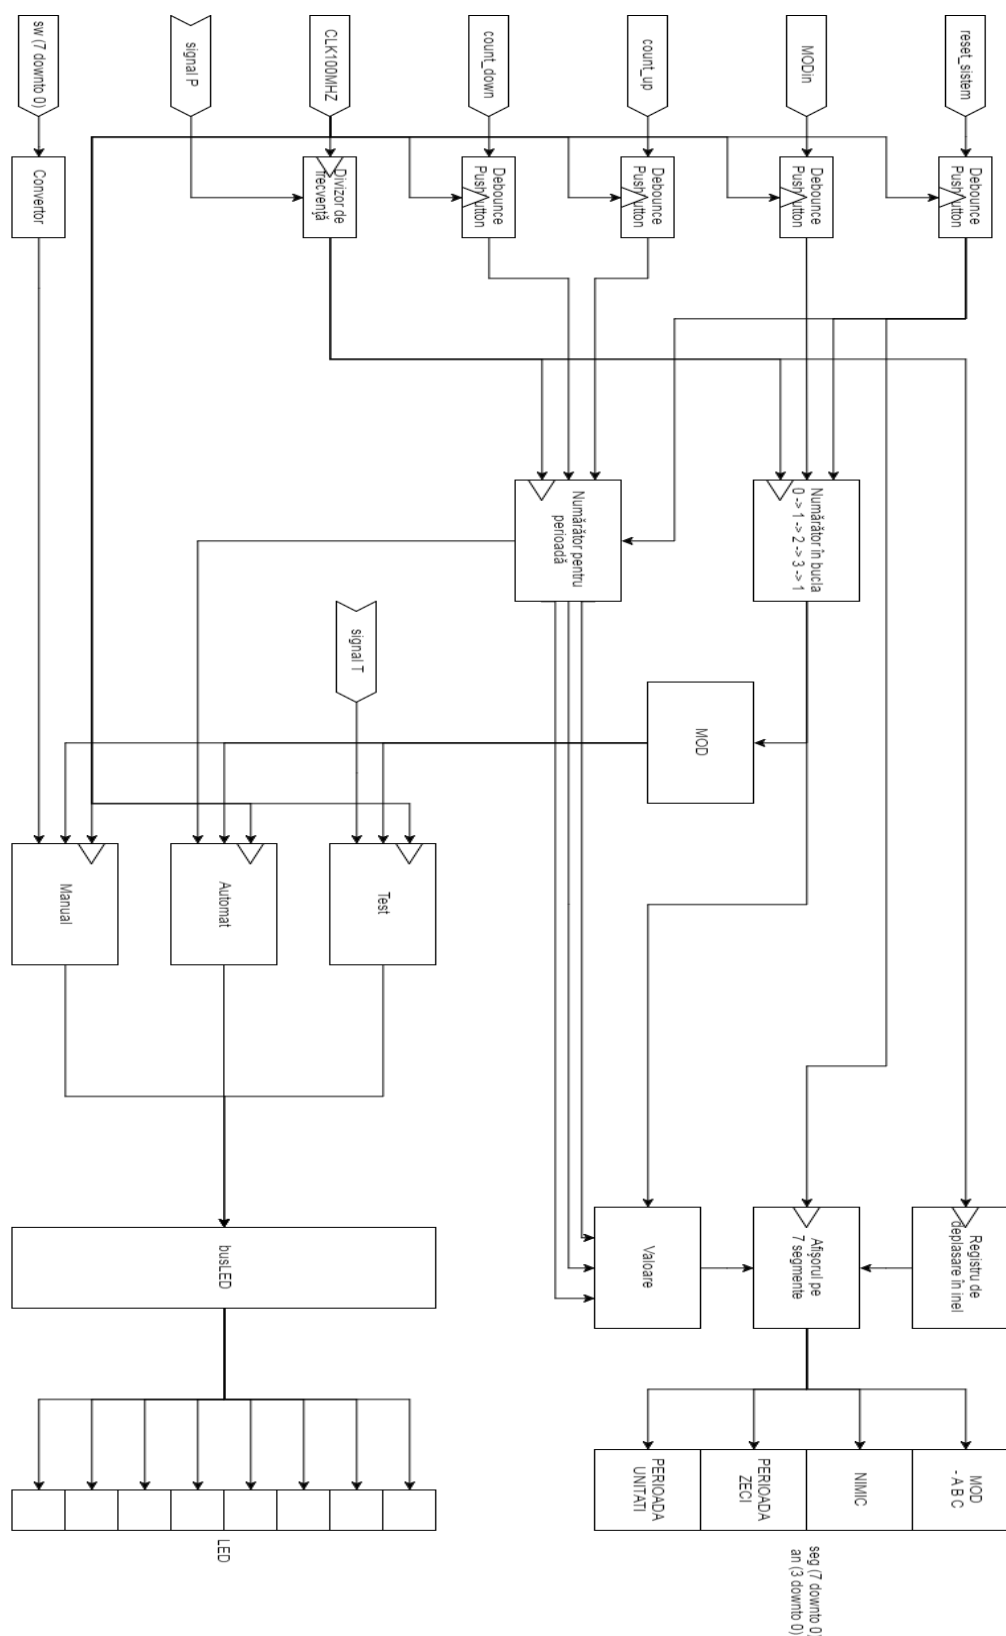 sw (7 downto 0)
signal P
CLK100MHZ
count_down
count_up
MODin
reset_sistem
Convertor
Divizor de
frecvență
Debounce
PushButton
Debounce
PushButton
Debounce
PushButton
Debounce
PushButton
Numărător pentru
perioadă
Numărător în bucla
0 -> 1 -> 2 -> 3 -> 1
signal T
MOD
Manual
Automat
Test
busLED
Valoare
Afișorul pe
7 segmente
Registru de
deplasare în inel
LED
PERIOADA
UNITATI
PERIOADA
ZECI
NIMIC
MOD
- A B C
seg (7 downto 0)
an (3 downto 0)